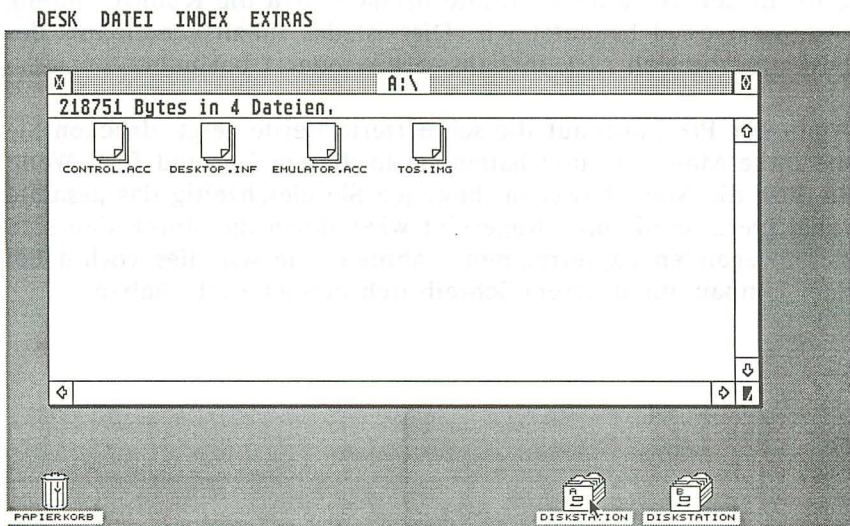 DESK DATEI INDEX EXTRAS
A:\
218751 Bytes in 4 Dateien.
CONTROL.ACC DESKTOP.INF EMULATOR.ACC TOS.IMG
A B
PAPIERKORB DISKSTATION DISKSTATION